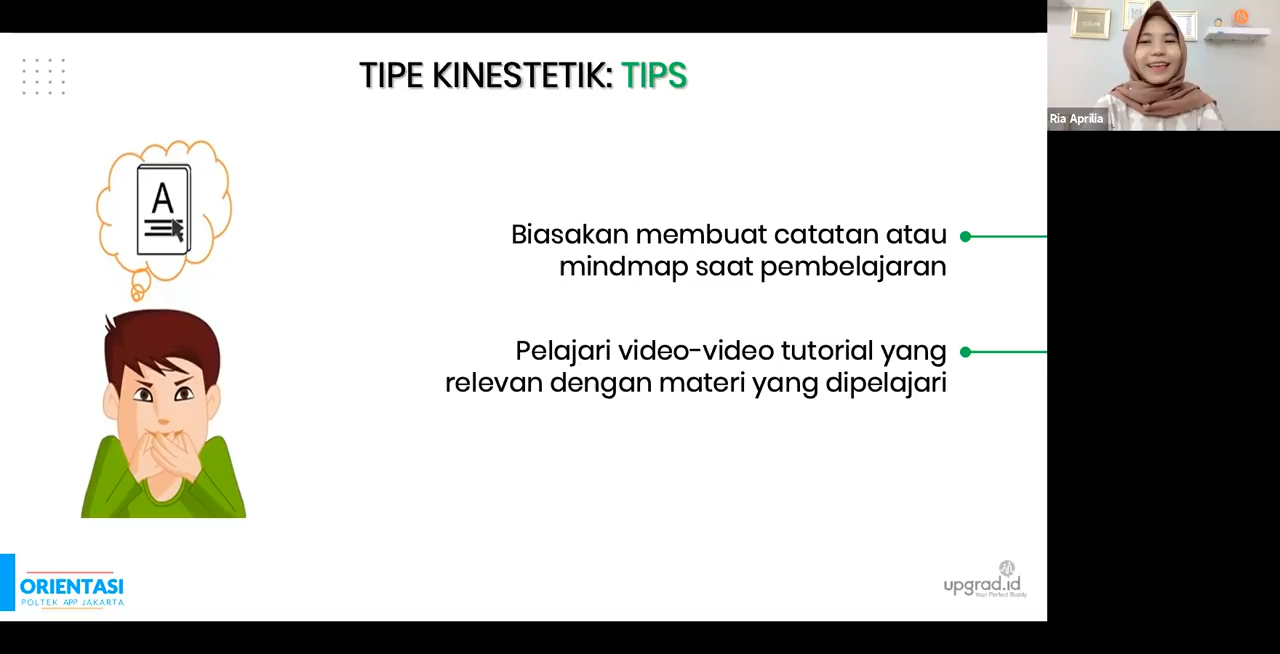 TIPE KINESTETIK: TIPS
Ria Aprilia
A
Biasakan membuat catatan atau
mindmap saat pembelajaran
Pelajari video-video tutorial yang
relevan dengan materi yang dipelajari
ORIENTASI
POLTEK APP JAKARTA
upgrad.id
Your Perfect Buddy